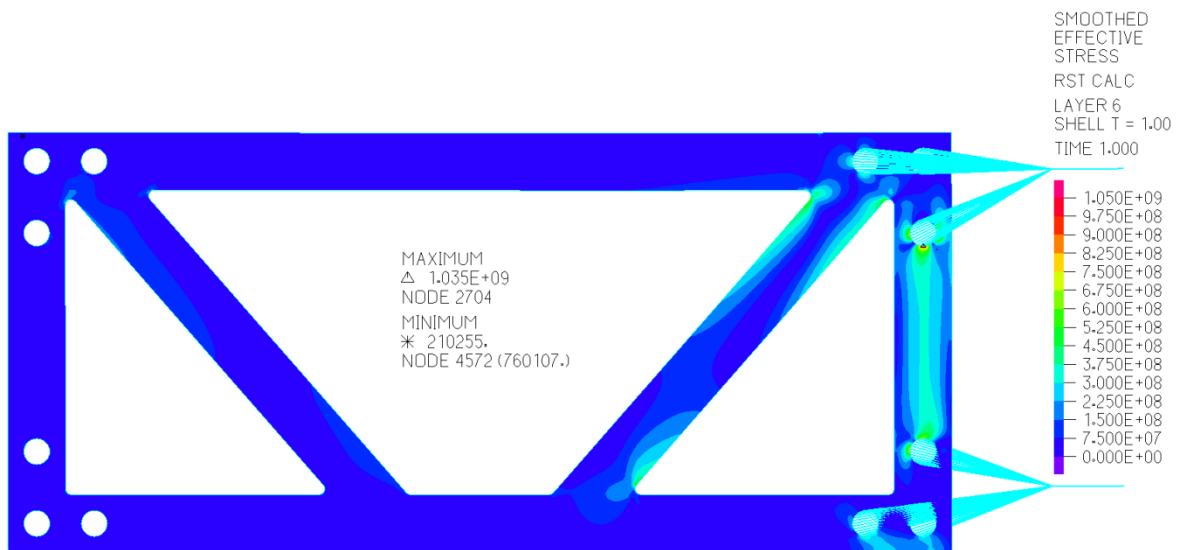 SMOOTHED
EFFECTIVE
STRESS
RST CALC
LAYER 6
SHELL T = 1.00
TIME 1.000
1.050E+09
9.750E+08
9.000E+08
8.250E+08
7.500E+08
6.750E+08
6.000E+08
5.250E+08
4.500E+08
3.750E+08
3.000E+08
2.250E+08
1.500E+08
7.500E+07
0.000E+00
MAXIMUM
△ 1.035E+09
NODE 2704
MINIMUM
* 210255.
NODE 4572 (760107.)